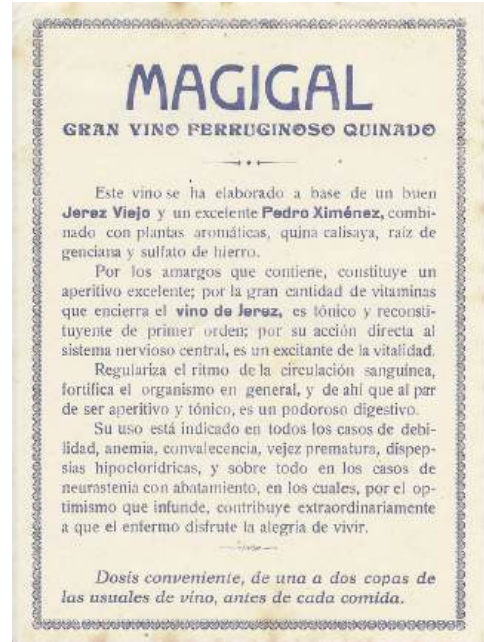 MAGIGAL
GRAN VINO FERRUGINOSO QUINADO
Este vino se ha elaborado a base de un buen
Jerez Viejo y un excelente Pedro Ximénez, combi-
nado con plantas aromáticas, quina calisaya, raíz de
genciana y sulfato de hierro.
Por los amargos que contiene, constituye un
aperitivo excelente; por la gran cantidad de vitaminas
que encierra el vino de Jerez, es tónico y reconsti-
tuyente de primer orden; por su acción directa al
sistema nervioso central, es un excitante de la vitalidad.
Regulariza el ritmo de la circulación sanguínea,
fortifica el organismo en general, y de ahí que al par
de ser aperitivo y tónico, es un podoroso digestivo.
Su uso está indicado en todos los casos de debi-
lidad, anemia, convalecencia, vejez prematura, dispep-
sias hipocloridricas, y sobre todo en los casos de
neurastenia con abatamiento, en los cuales, por el op-
timismo que infunde, contribuye extraordinariamente
a que el enfermo disfrute la alegria de vivir.
Dosis conveniente, de una a dos copas de
las usuales de vino, antes de cada comida.